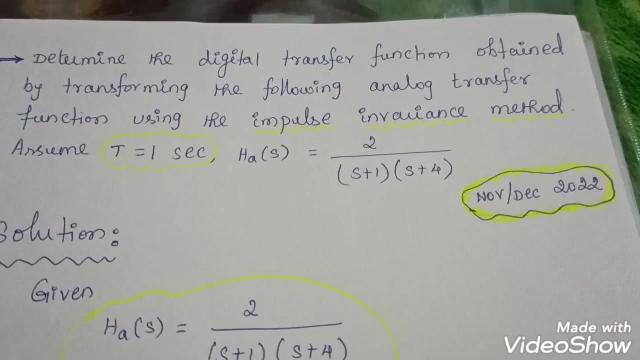 → Determine the digital transfer function obtained
by transforming the following analog transfer
function using the impulse invariance method.
Assume T = 1 sec, Ha(s) = 2 / (s+1)(s+4)
NOV/DEC 2022
Solution:
Given
Ha(s) = 2 / (s+1)(s+4)
Made with
VideoShow